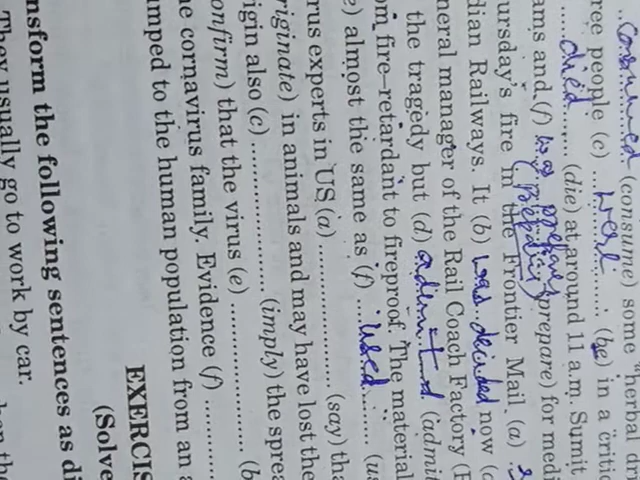 consumed (consume) some "herbal dri
ree people (c) ... were ......... (be) in a critic
...... died ....... (die) at around 11 a.m. Sumit
ams and (f) was (prepare) for medi
ursday's fire in the Frontier Mail. (a)
dian Railways. It (b) was decided now (c
neral manager of the Rail Coach Factory (F
the tragedy but (d) (admit
om fire-retardant to fireproof. The material
e) almost the same as (f) .... used ......... (us
rus experts in US (a) ........................ (say) tha
riginate) in animals and may have lost the
igin also (c) ........................ (imply) the sprea
onfirm) that the virus (e) ........................ (b
e cornavirus family. Evidence (f) ............
umped to the human population from an a
EXERCIS
(Solve
nsform the following sentences as di
They usually go to work by car.